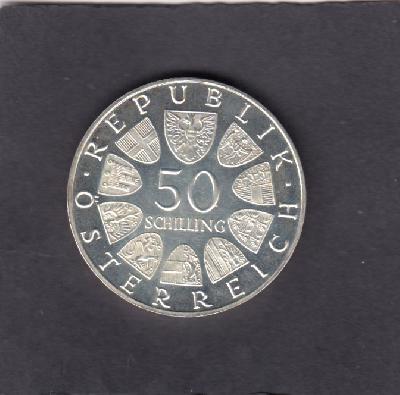 · REPUBLIK · ÖSTERREICH
50
SCHILLING